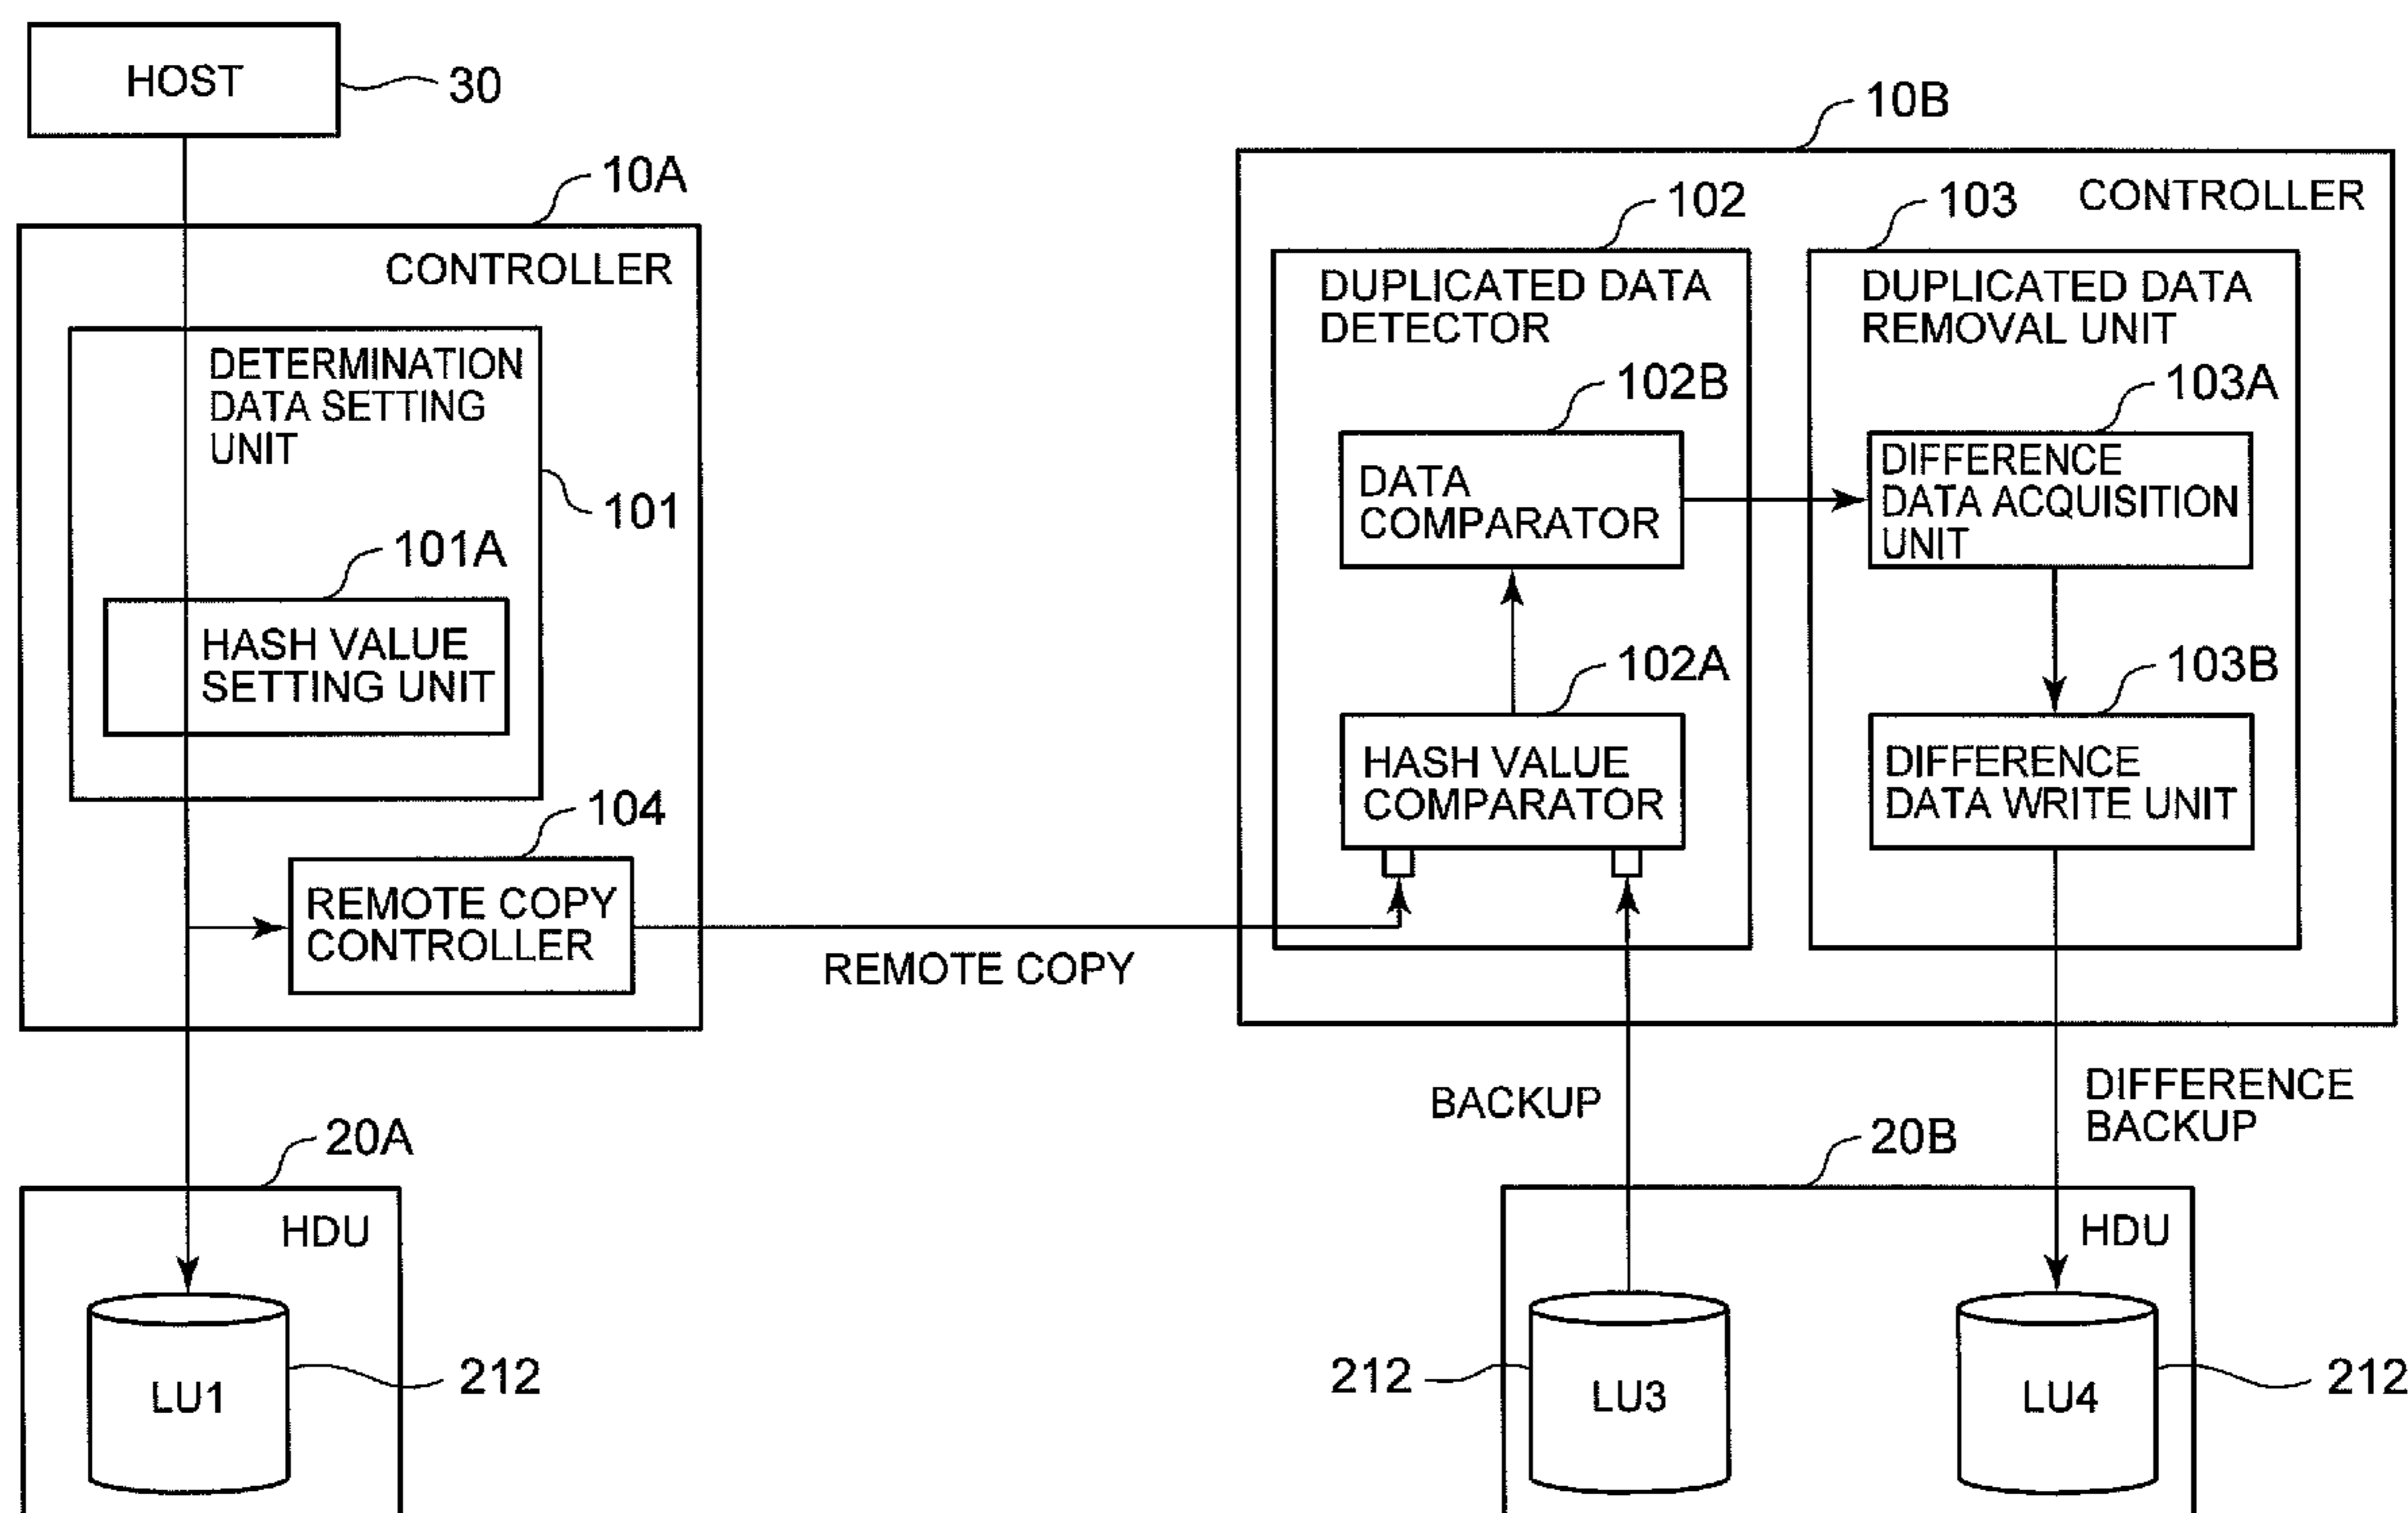 HOST
30
10A
CONTROLLER
DETERMINATION
DATA SETTING
UNIT
101
101A
HASH VALUE
SETTING UNIT
104
REMOTE COPY
CONTROLLER
REMOTE COPY
20A
HDU
LU1
212
10B
CONTROLLER
102
DUPLICATED DATA
DETECTOR
102B
DATA
COMPARATOR
102A
HASH VALUE
COMPARATOR
103
DUPLICATED DATA
REMOVAL UNIT
103A
DIFFERENCE
DATA ACQUISITION
UNIT
103B
DIFFERENCE
DATA WRITE UNIT
BACKUP
DIFFERENCE
BACKUP
20B
HDU
212
LU3
LU4
212